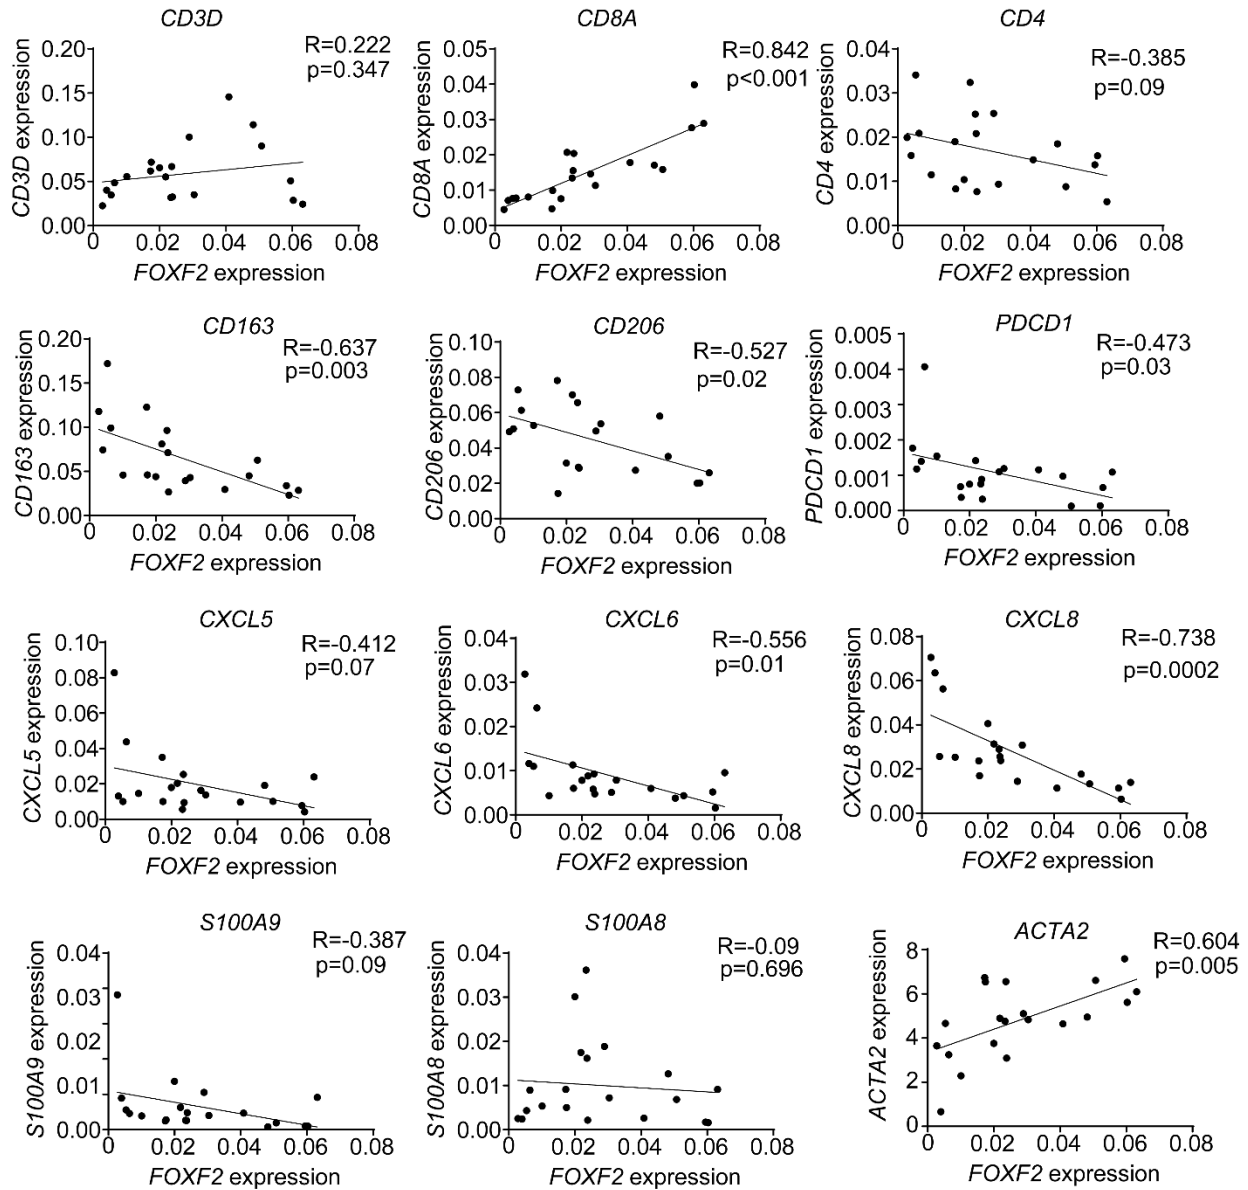 CD3D
R=0.222
p=0.347
0.20
0.15
0.10
0.05
0.00
CD3D expression
0 0.02 0.04 0.06 0.08
FOXF2 expression
CD8A
R=0.842
p<0.001
0.05
0.04
0.03
0.02
0.01
0.00
CD8A expression
0 0.02 0.04 0.06 0.08
FOXF2 expression
CD4
R=-0.385
p=0.09
0.04
0.03
0.02
0.01
0.00
CD4 expression
0 0.02 0.04 0.06 0.08
FOXF2 expression
CD163
R=-0.637
p=0.003
0.20
0.15
0.10
0.05
0.00
CD163 expression
0 0.02 0.04 0.06 0.08
FOXF2 expression
CD206
R=-0.527
p=0.02
0.10
0.08
0.06
0.04
0.02
0.00
CD206 expression
0 0.02 0.04 0.06 0.08
FOXF2 expression
PDCD1
R=-0.473
p=0.03
0.005
0.004
0.003
0.002
0.001
0.000
PDCD1 expression
0 0.02 0.04 0.06 0.08
FOXF2 expression
CXCL5
R=-0.412
p=0.07
0.10
0.08
0.06
0.04
0.02
0.00
CXCL5 expression
0 0.02 0.04 0.06 0.08
FOXF2 expression
CXCL6
R=-0.556
p=0.01
0.04
0.03
0.02
0.01
0.00
CXCL6 expression
0 0.02 0.04 0.06 0.08
FOXF2 expression
CXCL8
R=-0.738
p=0.0002
0.08
0.06
0.04
0.02
0.00
CXCL8 expression
0 0.02 0.04 0.06 0.08
FOXF2 expression
S100A9
R=-0.387
p=0.09
0.04
0.03
0.02
0.01
0.00
S100A9 expression
0 0.02 0.04 0.06 0.08
FOXF2 expression
S100A8
R=-0.09
p=0.696
0.04
0.03
0.02
0.01
0.00
S100A8 expression
0 0.02 0.04 0.06 0.08
FOXF2 expression
ACTA2
R=0.604
p=0.005
8
6
4
2
0
ACTA2 expression
0 0.02 0.04 0.06 0.08
FOXF2 expression